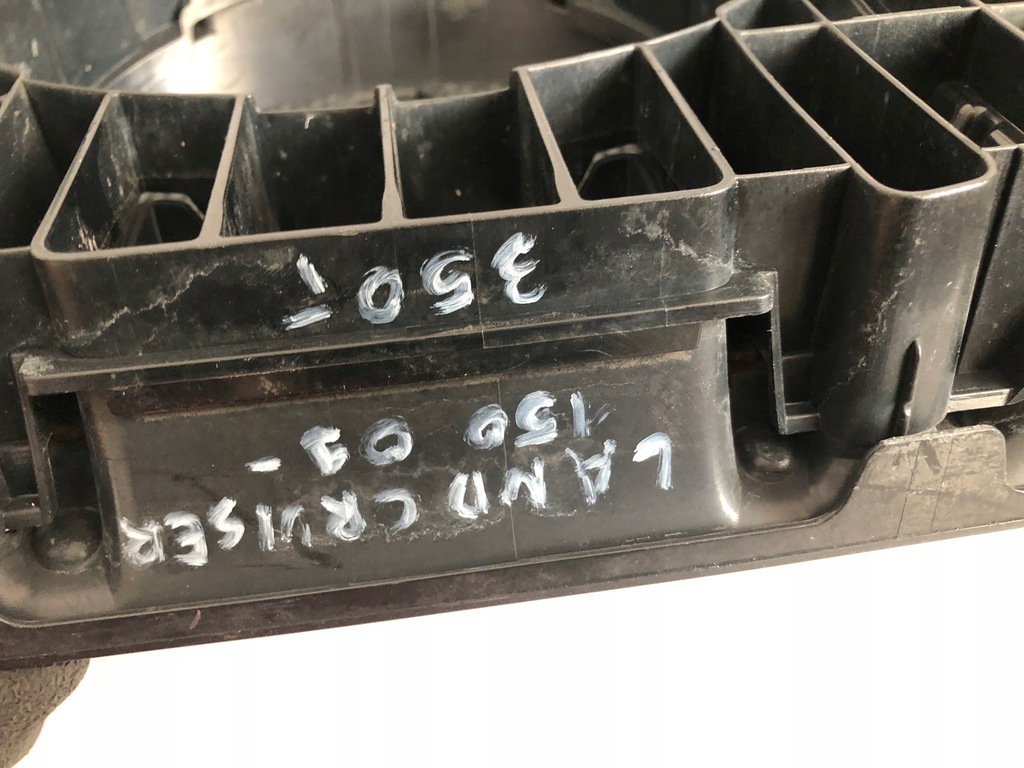 LAND CRUISER
150 09-
350,-